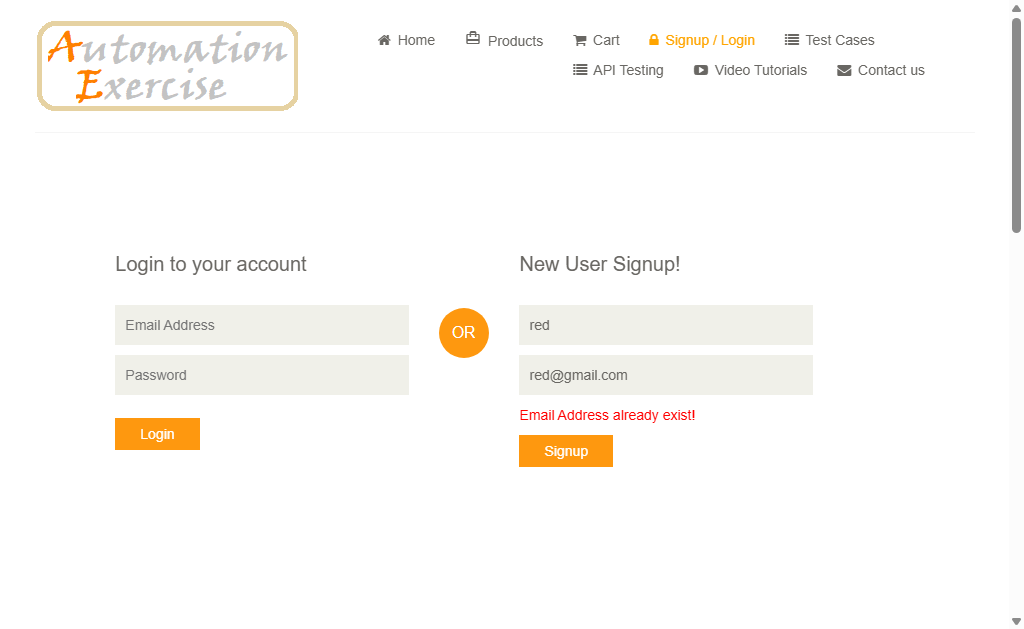 Automation
Exercise
Home
Products
Cart
Signup / Login
Test Cases
API Testing
Video Tutorials
Contact us
Login to your account
Email Address
Password
Login
OR
New User Signup!
red
red@gmail.com
Email Address already exist!
Signup